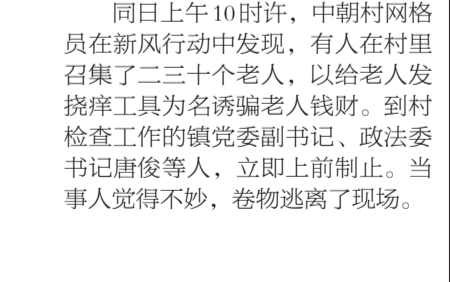 同日上午10时许，中朝村网格
员在新风行动中发现，有人在村里
召集了二三十个老人，以给老人发
挠痒工具为名诱骗老人钱财。到村
检查工作的镇党委副书记、政法委
书记唐俊等人，立即上前制止。当
事人觉得不妙，卷物逃离了现场。